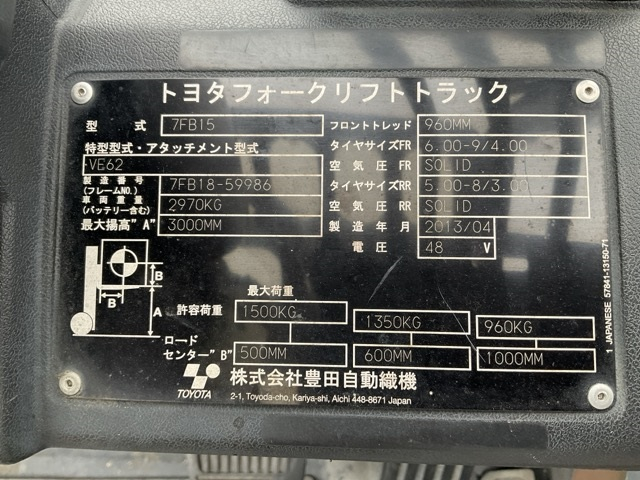 トヨタフォークリフトトラック
型式 7FB15 フロントトレッド 960MM
特型型式・アタッチメント型式 タイヤサイズFR 6.00-9/4.00
-VE62 空気圧 FR SOLID
製造番号(フレームNO.) 7FB18-59986 タイヤサイズRR 5.00-8/3.00
車両重量(バッテリー含む) 2970KG 空気圧 RR SOLID
最大揚高"A" 3000MM 製造年月 2013/04
電圧 48 V
B
B
A
最大荷重
許容荷重 1500KG 1350KG 960KG
ロードセンター"B" 500MM 600MM 1000MM
TOYOTA 株式会社豊田自動織機
2-1, Toyoda-cho, Kariya-shi, Aichi 448-8671 Japan
1 JAPANESE 57841-13150-71